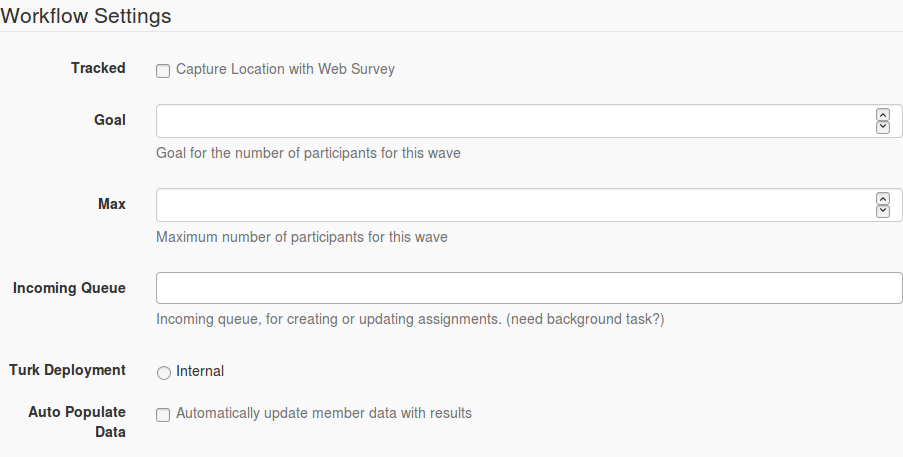 Workflow Settings
Tracked Capture Location with Web Survey
Goal
Goal for the number of participants for this wave
Max
Maximum number of participants for this wave
Incoming Queue
Incoming queue, for creating or updating assignments. (need background task?)
Turk Deployment Internal
Auto Populate Automatically update member data with results
Data